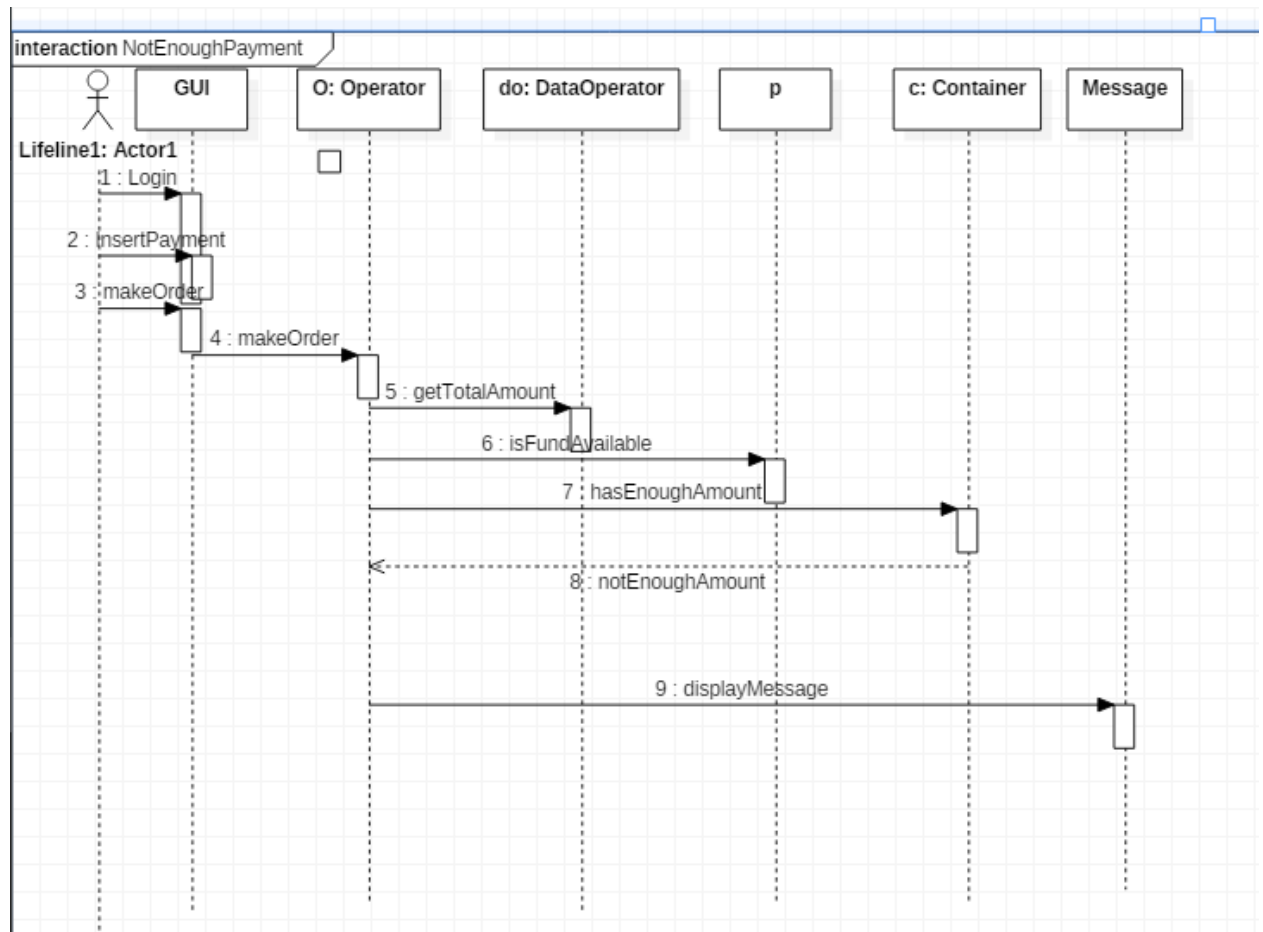 interaction NotEnoughPayment
GUI
O: Operator
do: DataOperator
p
c: Container
Message
Lifeline1: Actor1
1 : Login
2 : InsertPayment
3 : makeOrder
4 : makeOrder
5 : getTotalAmount
6 : isFundAvailable
7 : hasEnoughAmount
8 : notEnoughAmount
9 : displayMessage